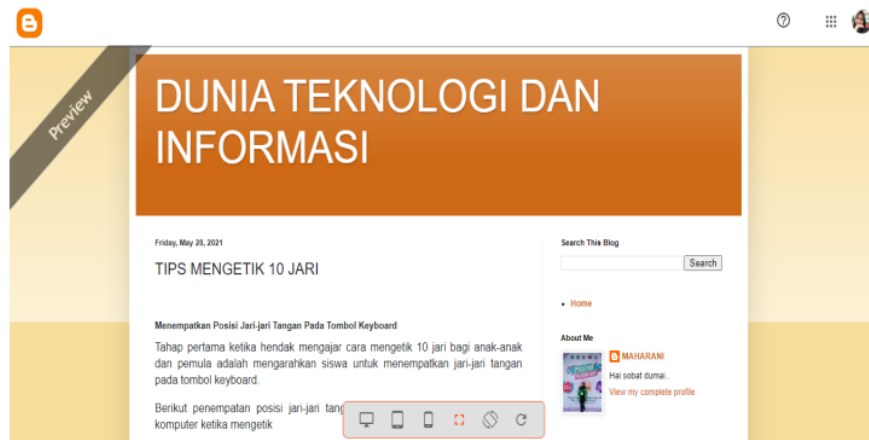 Preview
DUNIA TEKNOLOGI DAN
INFORMASI
Friday, May 28, 2021
TIPS MENGETIK 10 JARI
Menempatkan Posisi Jari-jari Tangan Pada Tombol Keyboard
Tahap pertama ketika hendak mengajar cara mengetik 10 jari bagi anak-anak
dan pemula adalah mengarahkan siswa untuk menempatkan jari-jari tangan
pada tombol keyboard.
Berikut penempatan posisi jari-jari
komputer ketika mengetik
Search This Blog
Search
Home
About Me
MAHARANI
Hai sobat dumai..
View my complete profile